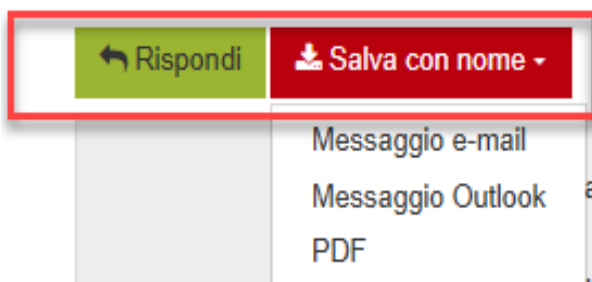 Rispondi Salva con nome
Messaggio e-mail
Messaggio Outlook
PDF